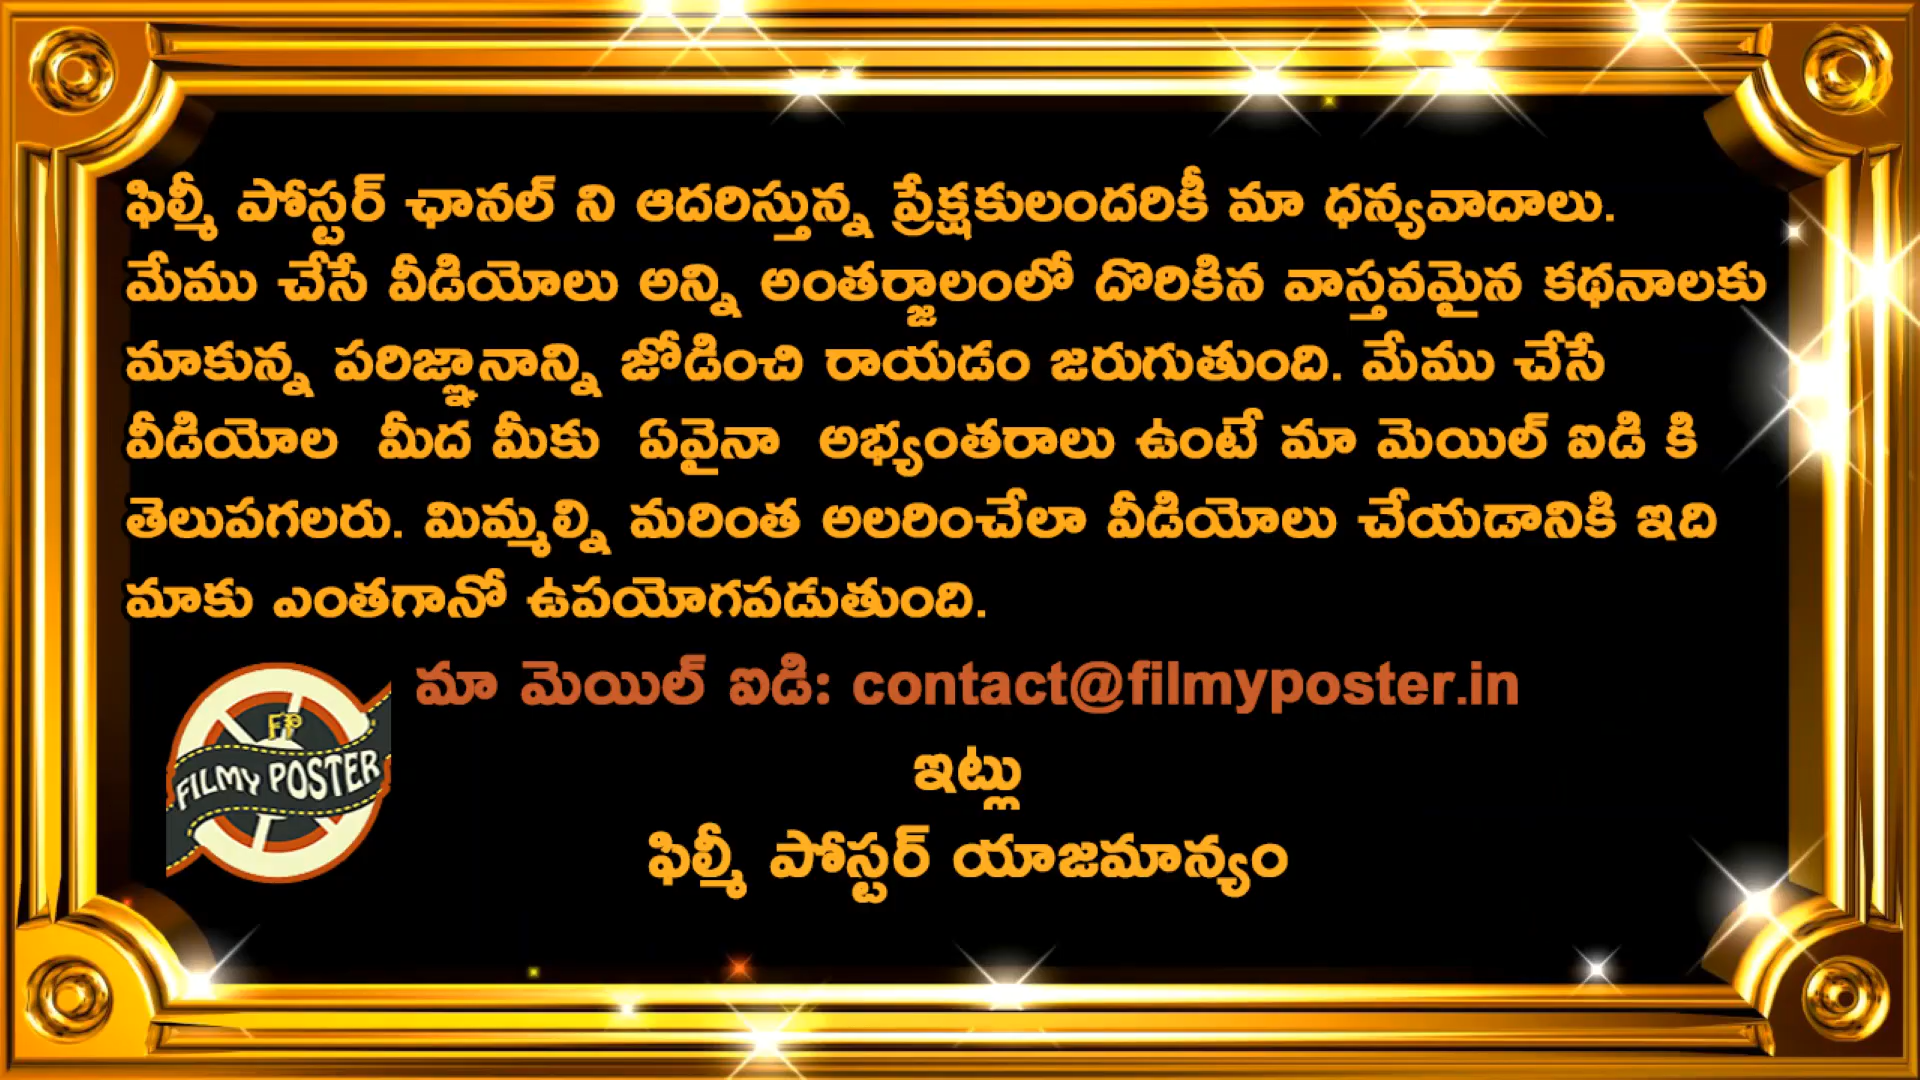 ఫిల్మీ పోస్టర్ ఛానల్ ని ఆదరిస్తున్న ప్రేక్షకులందరికీ మా ధన్యవాదాలు.
మేము చేసే వీడియోలు అన్ని అంతర్జాలంలో దొరికిన వాస్తవమైన కథనాలకు
మాకున్న పరిజ్ఞానాన్ని జోడించి రాయడం జరుగుతుంది. మేము చేసే
వీడియోల మీద మీకు ఏవైనా అభ్యంతరాలు ఉంటే మా మెయిల్ ఐడి కి
తెలుపగలరు. మిమ్మల్ని మరింత అలరించేలా వీడియోలు చేయడానికి ఇది
మాకు ఎంతగానో ఉపయోగపడుతుంది.
మా మెయిల్ ఐడి: contact@filmyposter.in
FP
FILMY POSTER
ఇట్లు
ఫిల్మీ పోస్టర్ యాజమాన్యం